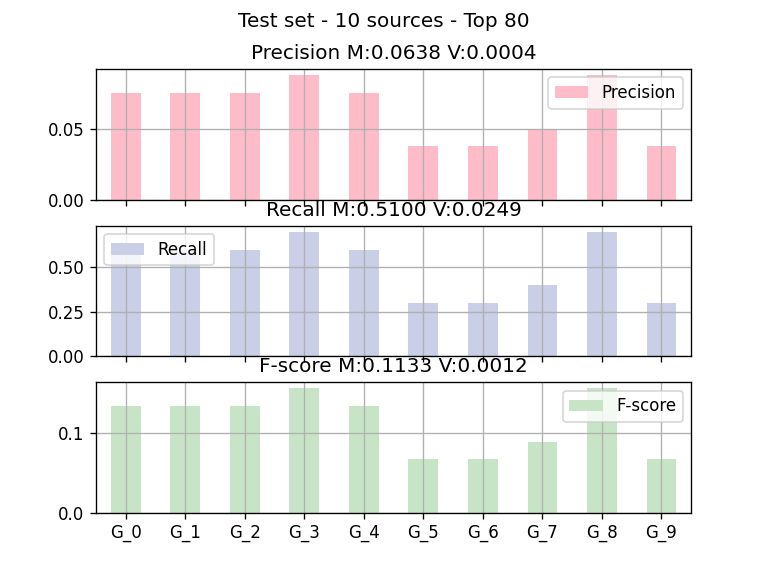 Test set - 10 sources - Top 80
Precision M:0.0638 V:0.0004
Precision
0.05
0.00
Recall M:0.5100 V:0.0249
Recall
0.50
0.25
0.00
F-score M:0.1133 V:0.0012
F-score
0.1
0.0
G_0 G_1 G_2 G_3 G_4 G_5 G_6 G_7 G_8 G_9